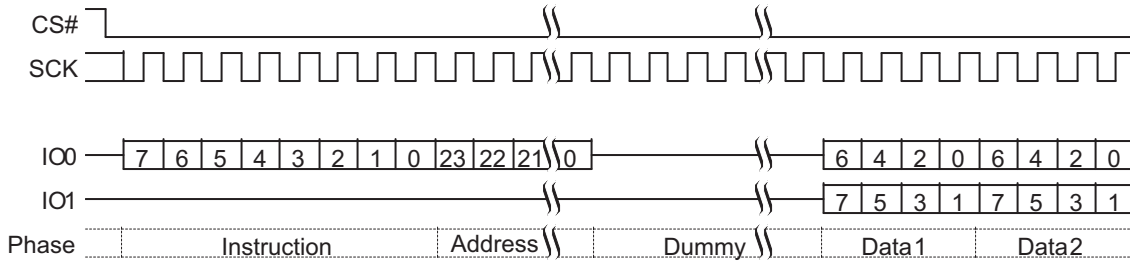 CS#
SCK
IO0 7 6 5 4 3 2 1 0 23 22 21 0 6 4 2 0 6 4 2 0
IO1 7 5 3 1 7 5 3 1
Phase Instruction Address Dummy Data1 Data2